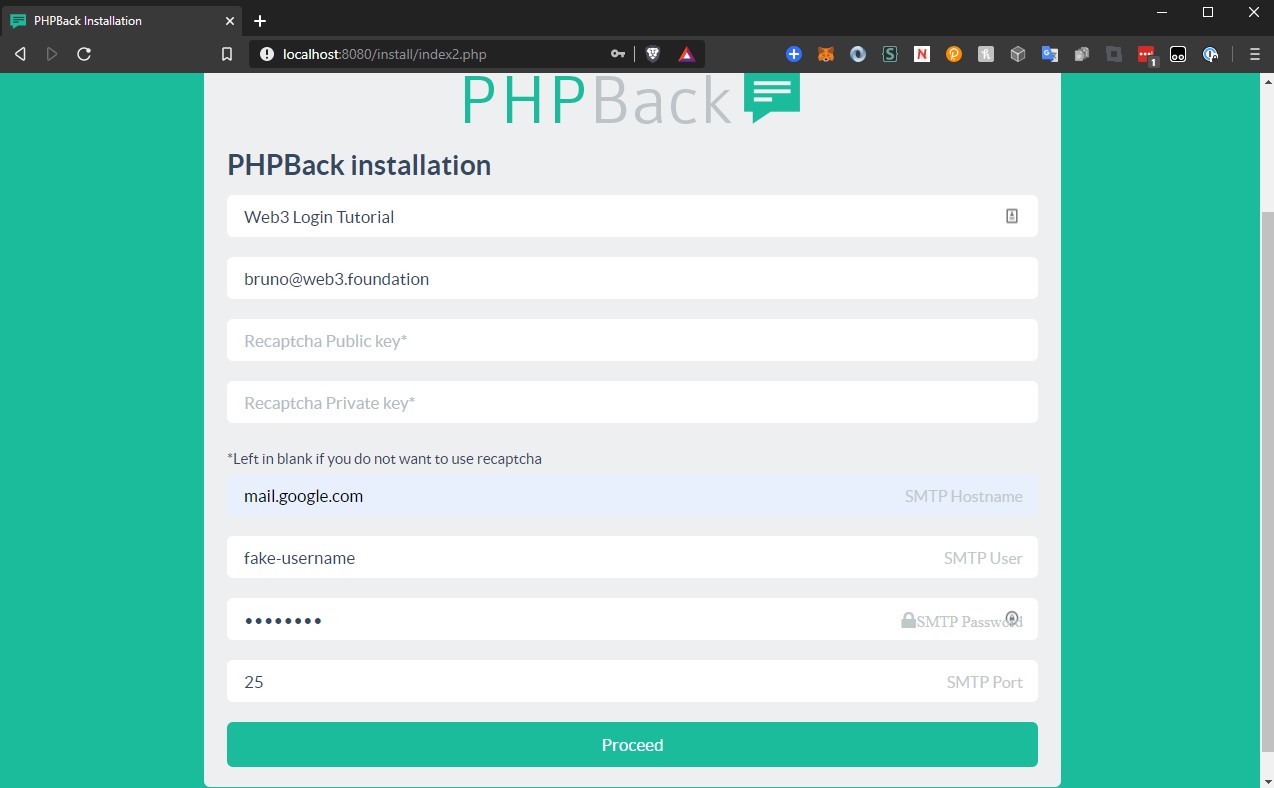 PHPBack Installation
localhost:8080/install/index2.php
1
PHPBack
PHPBack installation
Web3 Login Tutorial
bruno@web3.foundation
Recaptcha Public key*
Recaptcha Private key*
*Left in blank if you do not want to use recaptcha
mail.google.com SMTP Hostname
fake-username SMTP User
•••••••• SMTP Password
25 SMTP Port
Proceed